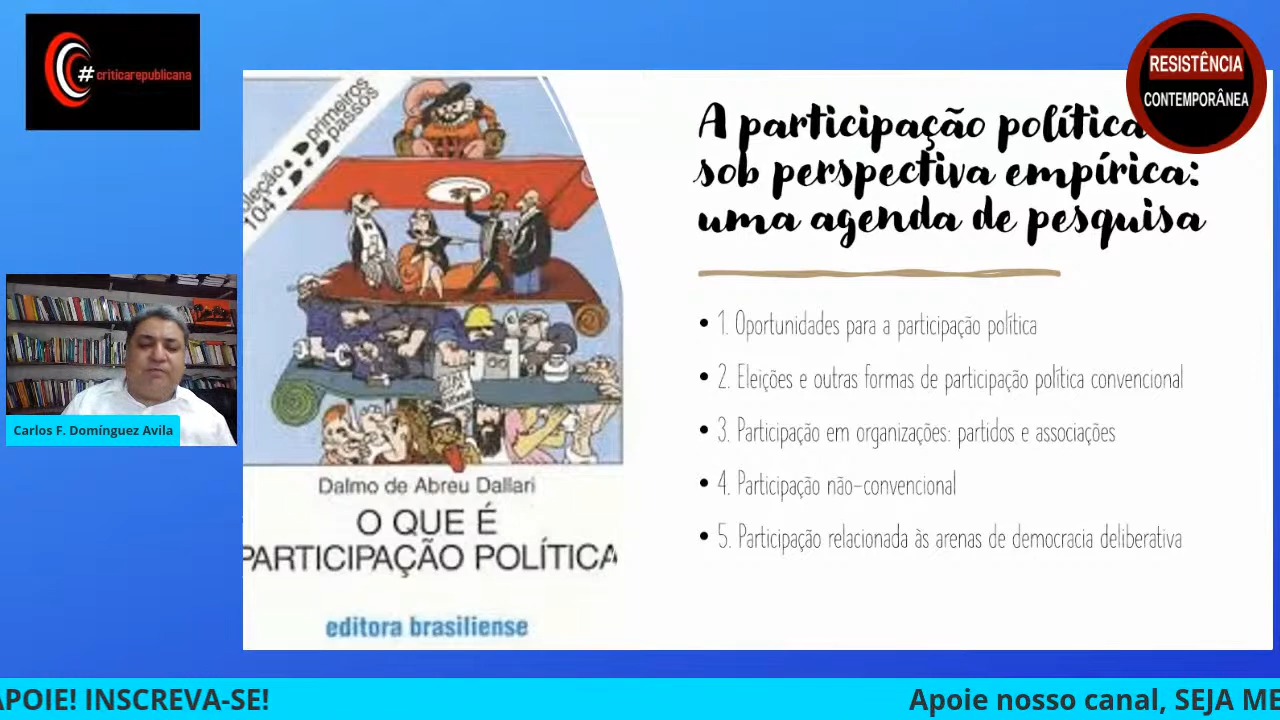 #criticarepublicana
RESISTÊNCIA
CONTEMPORÂNEA
coleção primeiros
104 passos
A participação política
sob perspectiva empírica:
uma agenda de pesquisa
• 1. Oportunidades para a participação política
• 2. Eleições e outras formas de participação política convencional
• 3. Participação em organizações: partidos e associações
• 4. Participação não-convencional
• 5. Participação relacionada às arenas de democracia deliberativa
Dalmo de Abreu Dallari
O QUE É
PARTICIPAÇÃO POLÍTICA
editora brasiliense
Carlos F. Domínguez Avila
APOIE! INSCREVA-SE!
Apoie nosso canal, SEJA ME